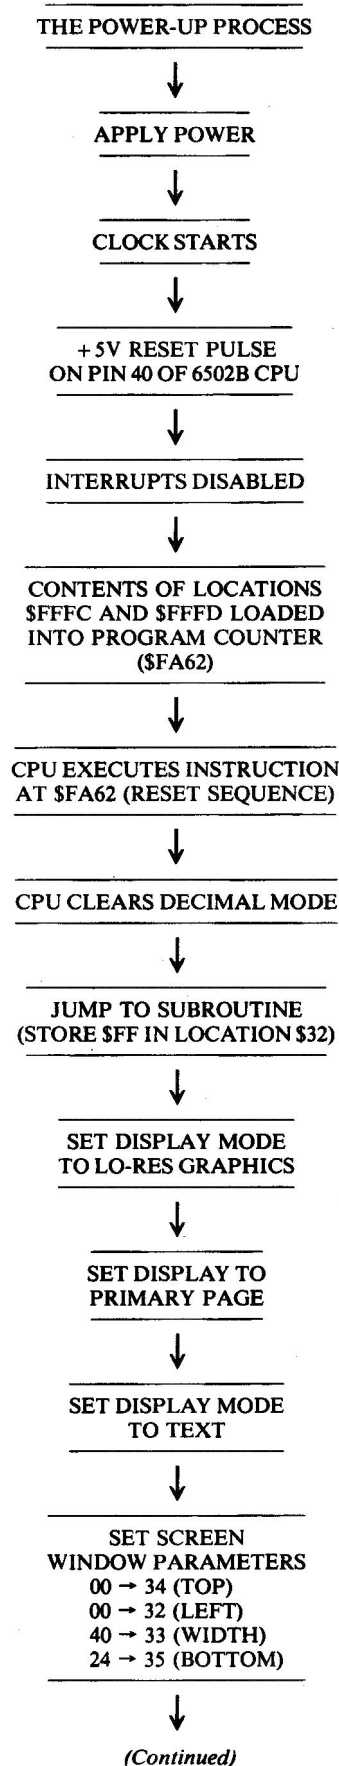 THE POWER-UP PROCESS
APPLY POWER
CLOCK STARTS
+5V RESET PULSE
ON PIN 40 OF 6502B CPU
INTERRUPTS DISABLED
CONTENTS OF LOCATIONS
$FFFC AND $FFFD LOADED
INTO PROGRAM COUNTER
($FA62)
CPU EXECUTES INSTRUCTION
AT $FA62 (RESET SEQUENCE)
CPU CLEARS DECIMAL MODE
JUMP TO SUBROUTINE
(STORE $FF IN LOCATION $32)
SET DISPLAY MODE
TO LO-RES GRAPHICS
SET DISPLAY TO
PRIMARY PAGE
SET DISPLAY MODE
TO TEXT
SET SCREEN
WINDOW PARAMETERS
00 → 34 (TOP)
00 → 32 (LEFT)
40 → 33 (WIDTH)
24 → 35 (BOTTOM)
(Continued)